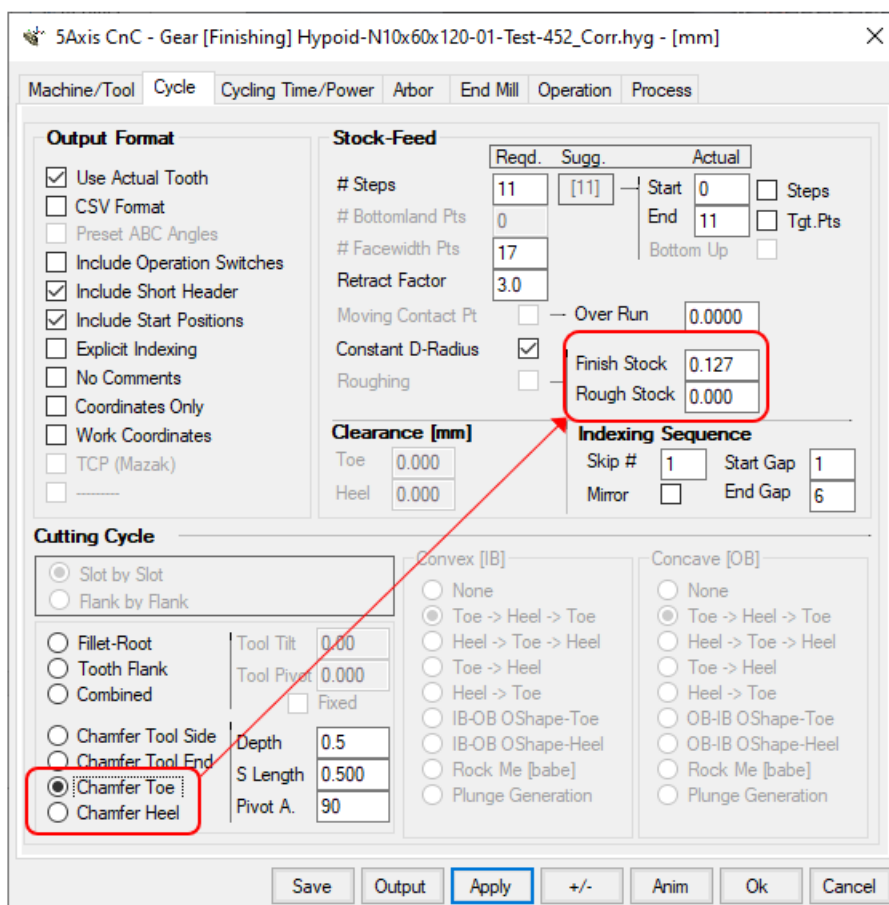 5Axis CnC - Gear [Finishing] Hypoid-N10x60x120-01-Test-452_Corr.hyg - [mm]
Machine/Tool Cycle Cycling Time/Power Arbor End Mill Operation Process
Output Format
Use Actual Tooth
CSV Format
Preset ABC Angles
Include Operation Switches
Include Short Header
Include Start Positions
Explicit Indexing
No Comments
Coordinates Only
Work Coordinates
TCP (Mazak)
---------
Stock-Feed
Reqd. Sugg. Actual
# Steps 11 [11] Start 0 Steps
# Bottomland Pts 0 End 11 Tgt.Pts
# Facewidth Pts 17 Bottom Up
Retract Factor 3.0
Moving Contact Pt Over Run 0.0000
Constant D-Radius Finish Stock 0.127
Roughing Rough Stock 0.000
Clearance [mm]
Toe 0.000
Heel 0.000
Indexing Sequence
Skip # 1 Start Gap 1
Mirror End Gap 6
Cutting Cycle
Slot by Slot
Flank by Flank
Fillet-Root
Tooth Flank
Combined
Tool Tilt 0.00
Tool Pivot 0.000
Fixed
Chamfer Tool Side
Chamfer Tool End
Chamfer Toe
Chamfer Heel
Depth 0.5
S Length 0.500
Pivot A. 90
Convex [IB]
None
Toe -> Heel -> Toe
Heel -> Toe -> Heel
Toe -> Heel
Heel -> Toe
IB-OB OShape-Toe
IB-OB OShape-Heel
Rock Me [babe]
Plunge Generation
Concave [OB]
None
Toe -> Heel -> Toe
Heel -> Toe -> Heel
Toe -> Heel
Heel -> Toe
OB-IB OShape-Toe
OB-IB OShape-Heel
Rock Me [babe]
Plunge Generation
Save Output Apply +/- Anim Ok Cancel